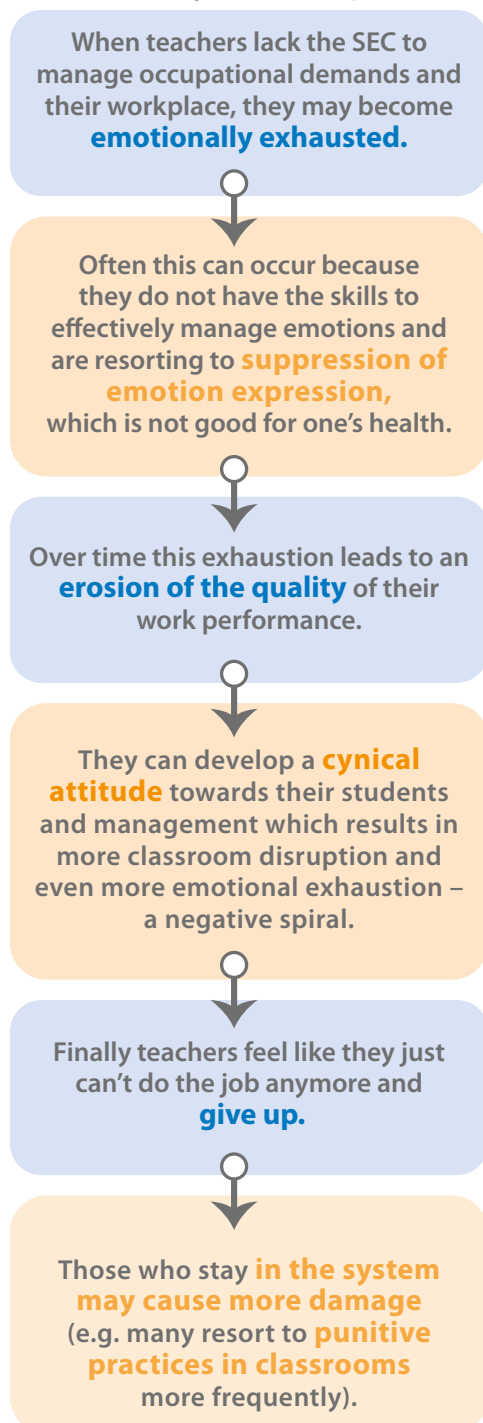 When teachers lack the SEC to
manage occupational demands and
their workplace, they may become
emotionally exhausted.
Often this can occur because
they do not have the skills to
effectively manage emotions and
are resorting to suppression of
emotion expression,
which is not good for one's health.
Over time this exhaustion leads to an
erosion of the quality of their
work performance.
They can develop a cynical
attitude towards their students
and management which results in
more classroom disruption and
even more emotional exhaustion –
a negative spiral.
Finally teachers feel like they just
can't do the job anymore and
give up.
Those who stay in the system
may cause more damage
(e.g. many resort to punitive
practices in classrooms
more frequently).